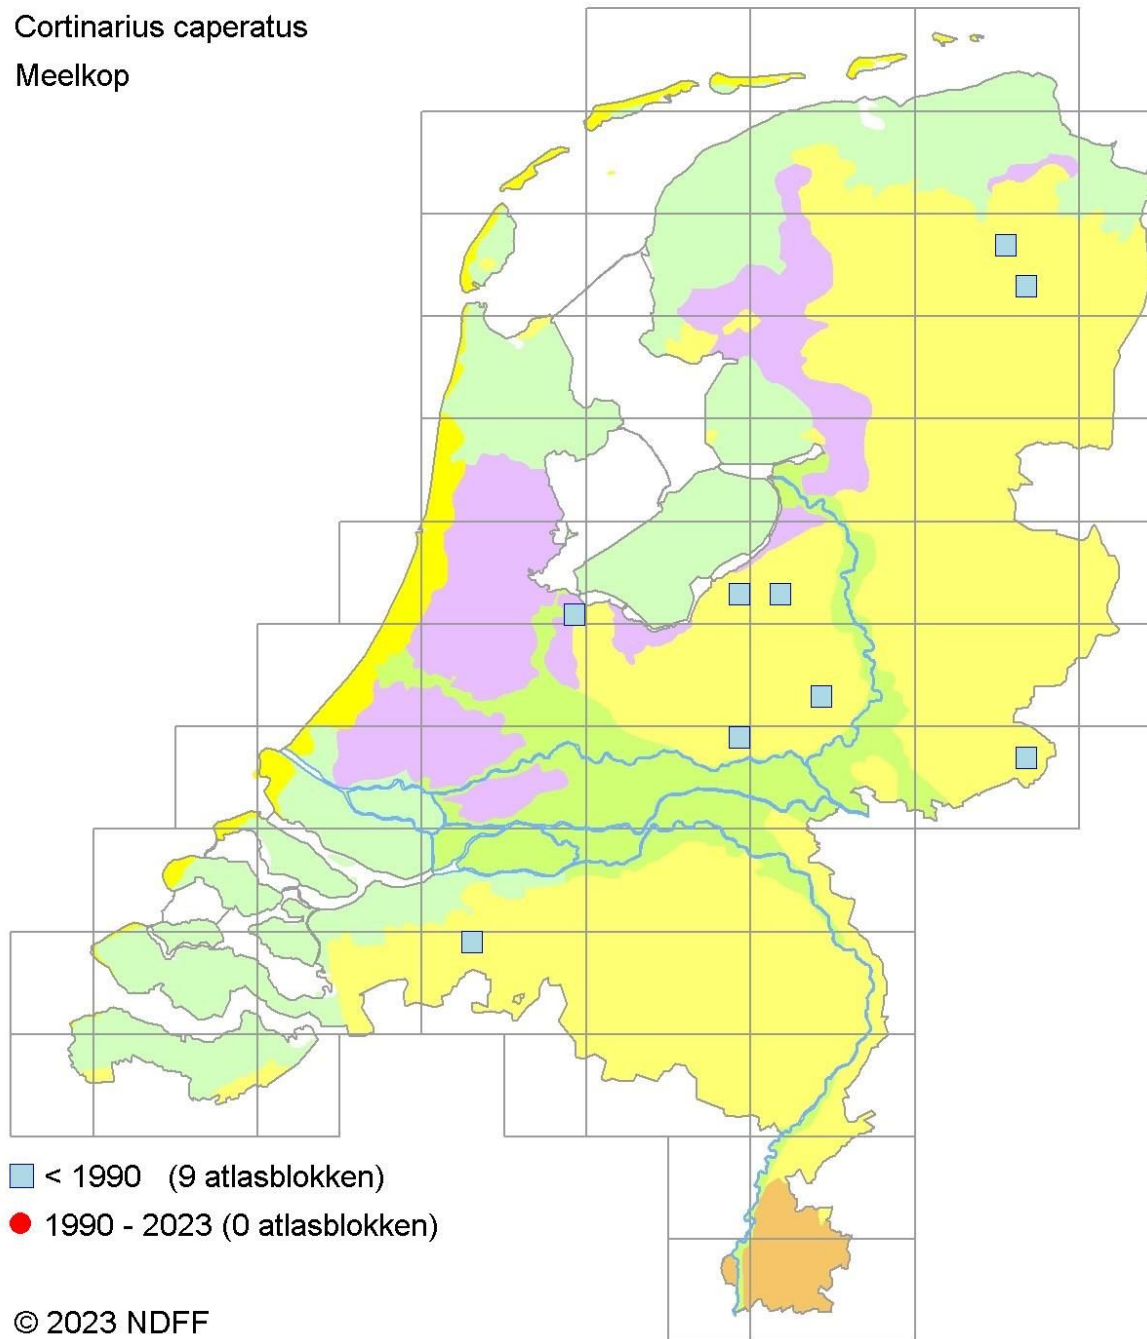 Cortinarius caperatus
Meelkop
< 1990 (9 atlasblokken)
1990 - 2023 (0 atlasblokken)
© 2023 NDFF